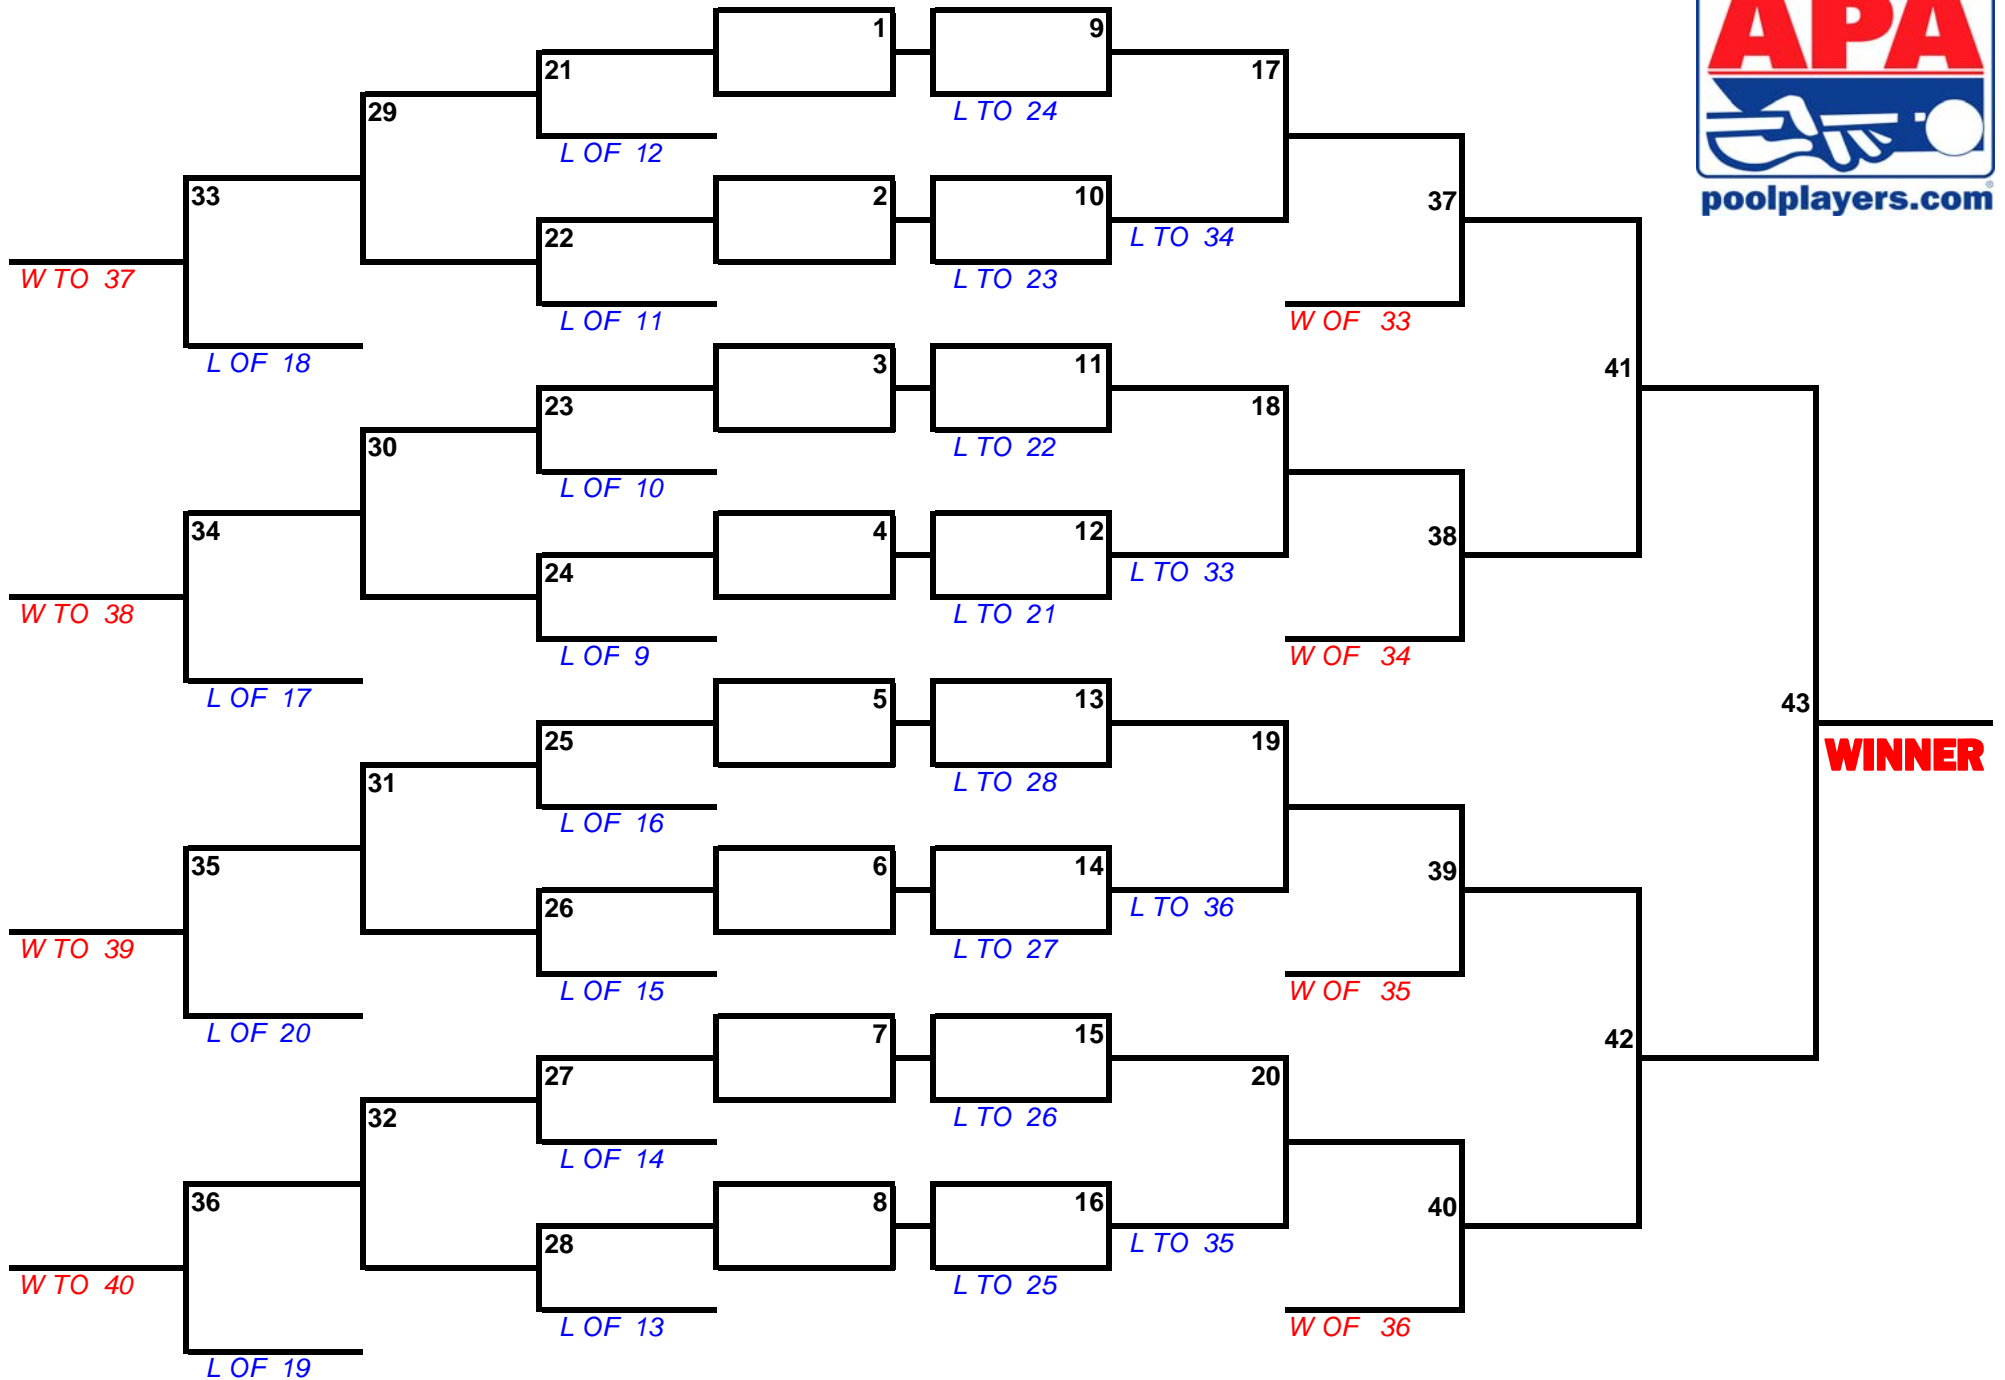 APA
poolplayers.com
1
9
21
17
29
L TO 24
L OF 12
33
2
10
37
22
L TO 34
W TO 37
L TO 23
L OF 11
W OF 33
L OF 18
3
11
41
23
18
30
L TO 22
L OF 10
34
4
12
38
24
L TO 33
W TO 38
L TO 21
L OF 9
W OF 34
L OF 17
5
13
43
25
19
WINNER
31
L TO 28
L OF 16
35
6
14
39
26
L TO 36
W TO 39
L TO 27
L OF 15
W OF 35
L OF 20
7
15
42
27
20
32
L TO 26
L OF 14
36
8
16
40
28
L TO 35
W TO 40
L TO 25
L OF 13
W OF 36
L OF 19